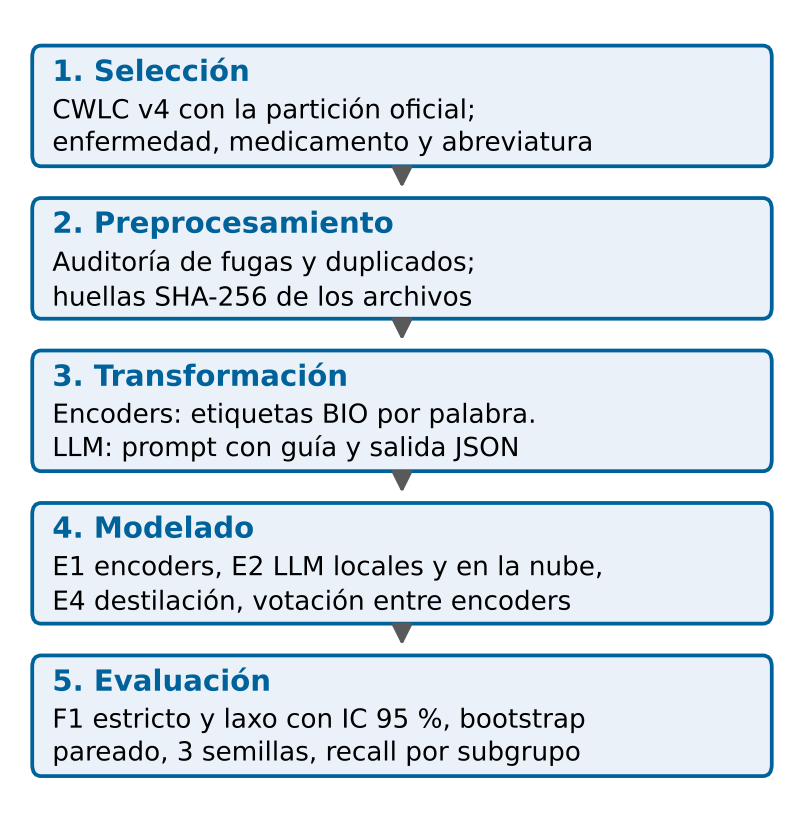 1. Selección
CWLC v4 con la partición oficial;
enfermedad, medicamento y abreviatura
2. Preprocesamiento
Auditoría de fugas y duplicados;
huellas SHA-256 de los archivos
3. Transformación
Encoders: etiquetas BIO por palabra.
LLM: prompt con guía y salida JSON
4. Modelado
E1 encoders, E2 LLM locales y en la nube,
E4 destilación, votación entre encoders
5. Evaluación
F1 estricto y laxo con IC 95 %, bootstrap
pareado, 3 semillas, recall por subgrupo